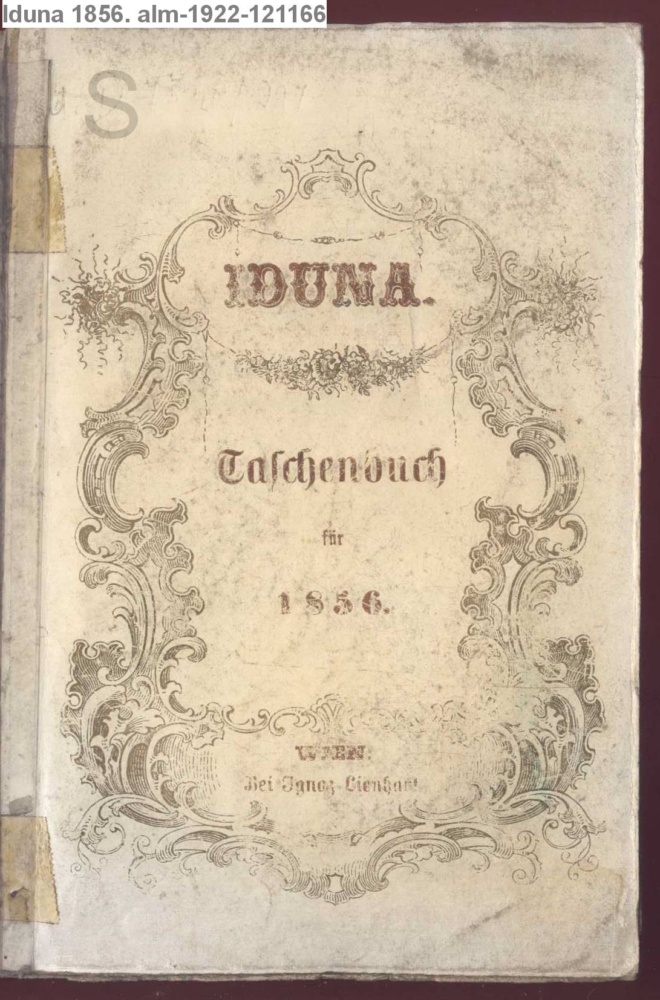 Iduna 1856. alm-1922-121166
S
IDUNA.
Taschenbuch
für
1856.
WIEN:
Bei Ignaz Lienhart